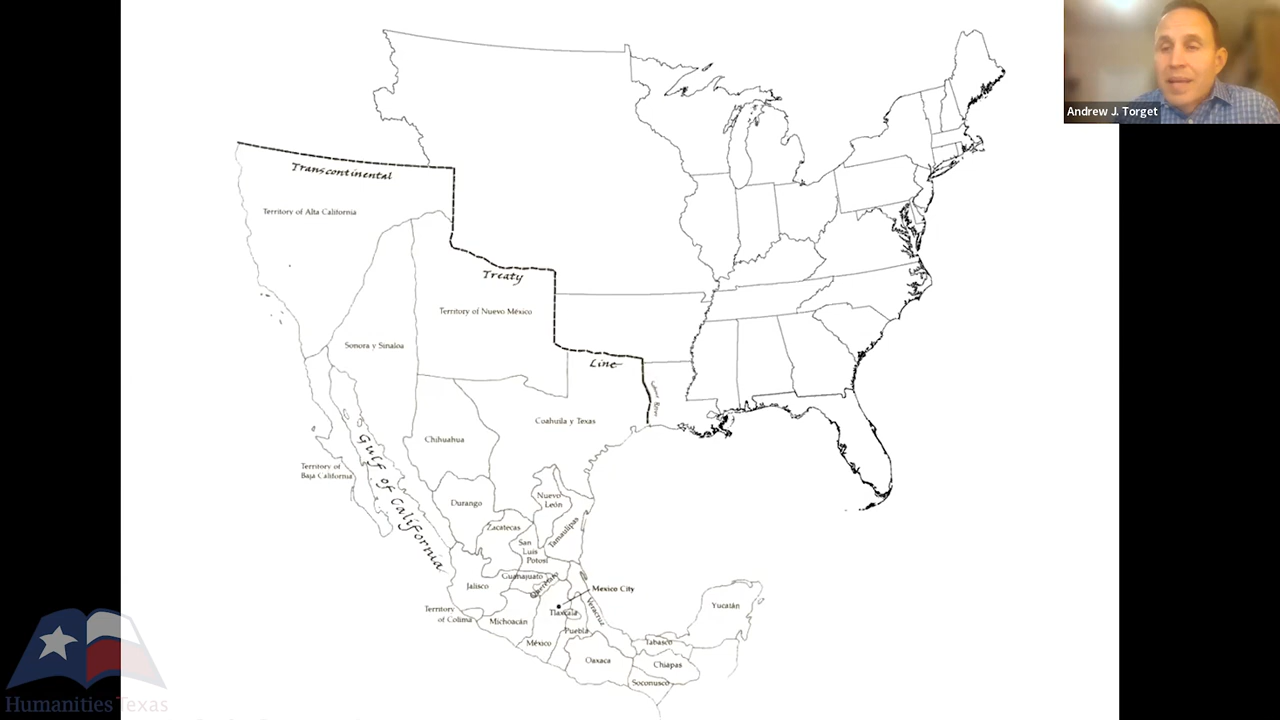 Andrew J. Torget
Transcontinental
Territory of Alta California
Treaty
Territory of Nuevo México
Sonora y Sinaloa
Line
Coahuila y Texas
Chihuahua
Territory of
Baja California
Gulf of California
Durango
Nuevo
León
Tamaulipas
Zacatecas
San
Luis
Potosí
Guanajuato
Querétaro
Jalisco
Mexico City
Territory
of Colima
Michoacán
Tlaxcala
Veracruz
Puebla
México
Yucatán
Tabasco
Oaxaca
Chiapas
Soconusco
Humanities Texas